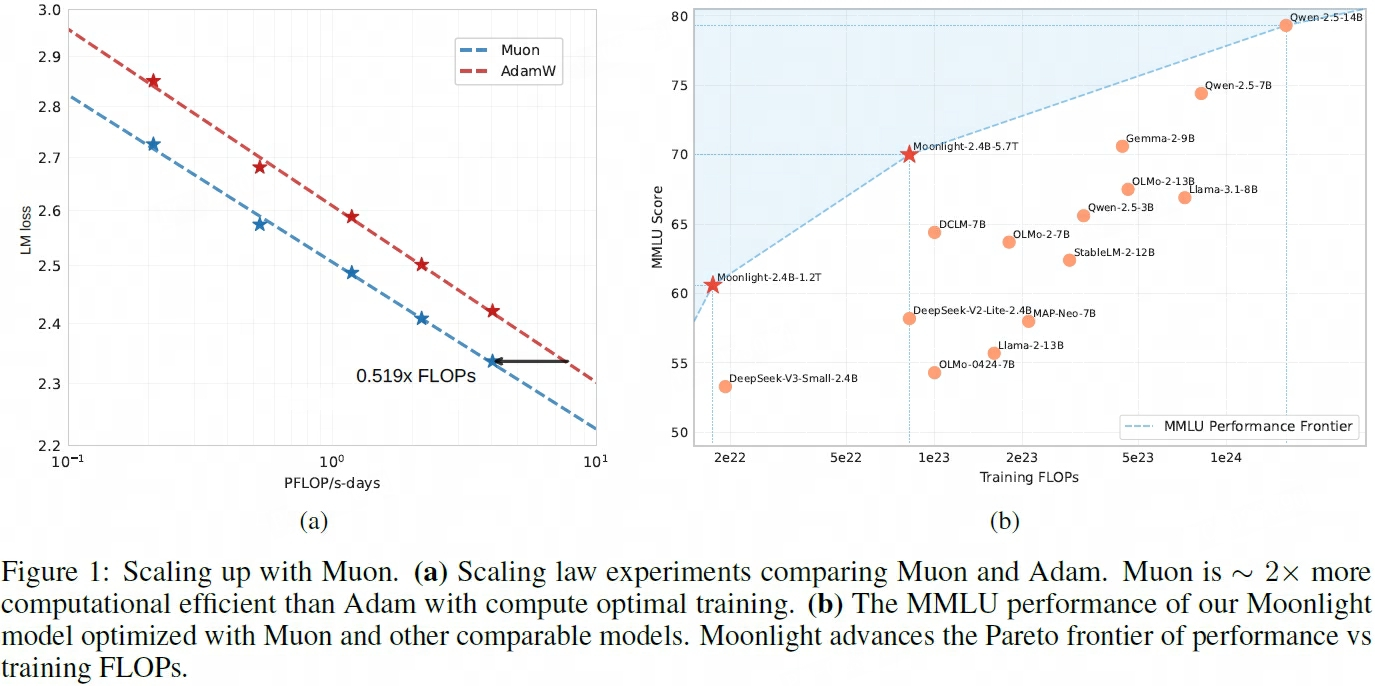 3.0
2.9
2.8
2.7
2.6
2.5
2.4
2.3
2.2
LM loss
Muon
AdamW
0.519x FLOPs
10⁻¹
10⁰
10¹
PFLOP/s-days
(a)
80
75
70
65
60
55
50
MMLU Score
Qwen-2.5-14B
Qwen-2.5-7B
Gemma-2-9B
Moonlight-2.4B-5.7T
OLMo-2-13B
Llama-3.1-8B
Qwen-2.5-3B
DCLM-7B
OLMo-2-7B
StableLM-2-12B
Moonlight-2.4B-1.2T
DeepSeek-V2-Lite-2.4B
MAP-Neo-7B
Llama-2-13B
OLMo-0424-7B
DeepSeek-V3-Small-2.4B
MMLU Performance Frontier
2e22
5e22
1e23
2e23
5e23
1e24
Training FLOPs
(b)
Figure 1: Scaling up with Muon. (a) Scaling law experiments comparing Muon and Adam. Muon is ∼ 2× more
computational efficient than Adam with compute optimal training. (b) The MMLU performance of our Moonlight
model optimized with Muon and other comparable models. Moonlight advances the Pareto frontier of performance vs
training FLOPs.